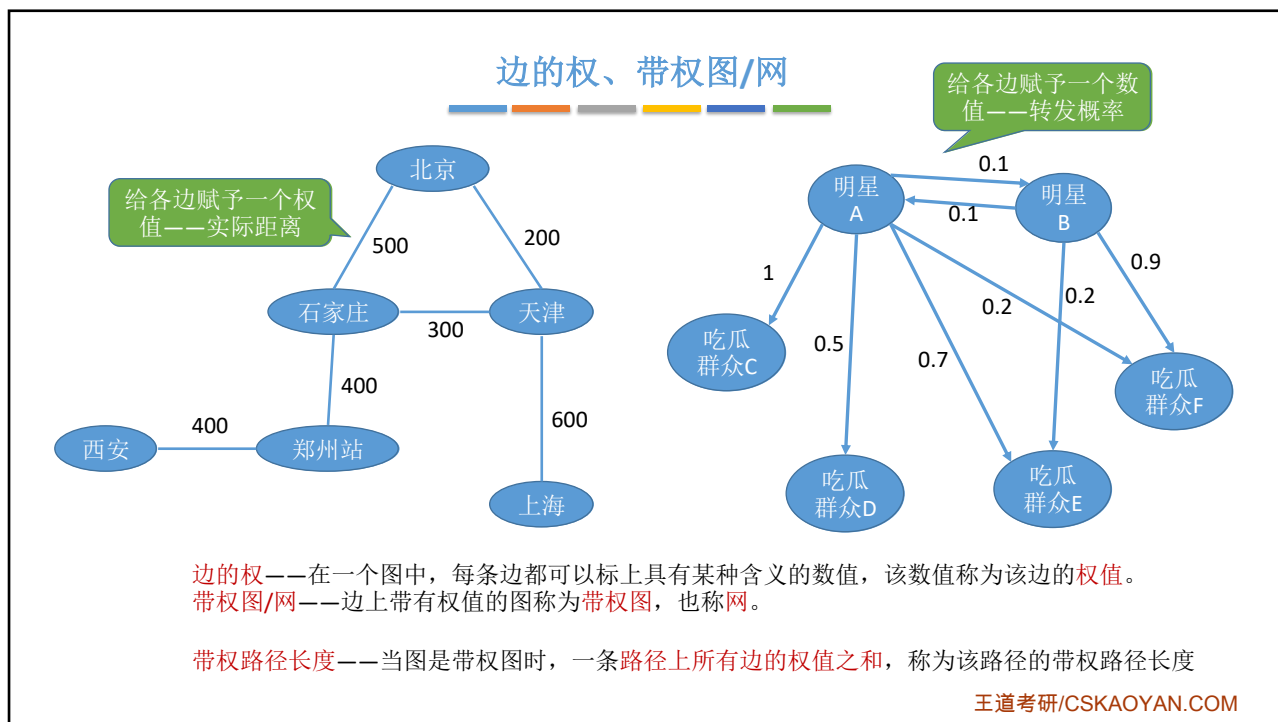 边的权、带权图/网
给各边赋予一个数
值——转发概率
给各边赋予一个权
值——实际距离
北京
500
200
石家庄
300
天津
400
600
西安
400
郑州站
上海
明星
A
0.1
0.1
明星
B
1
0.5
0.7
0.2
0.2
0.9
吃瓜
群众C
吃瓜
群众D
吃瓜
群众E
吃瓜
群众F
边的权——在一个图中，每条边都可以标上具有某种含义的数值，该数值称为该边的权值。
带权图/网——边上带有权值的图称为带权图，也称网。
带权路径长度——当图是带权图时，一条路径上所有边的权值之和，称为该路径的带权路径长度
王道考研/CSKAOYAN.COM